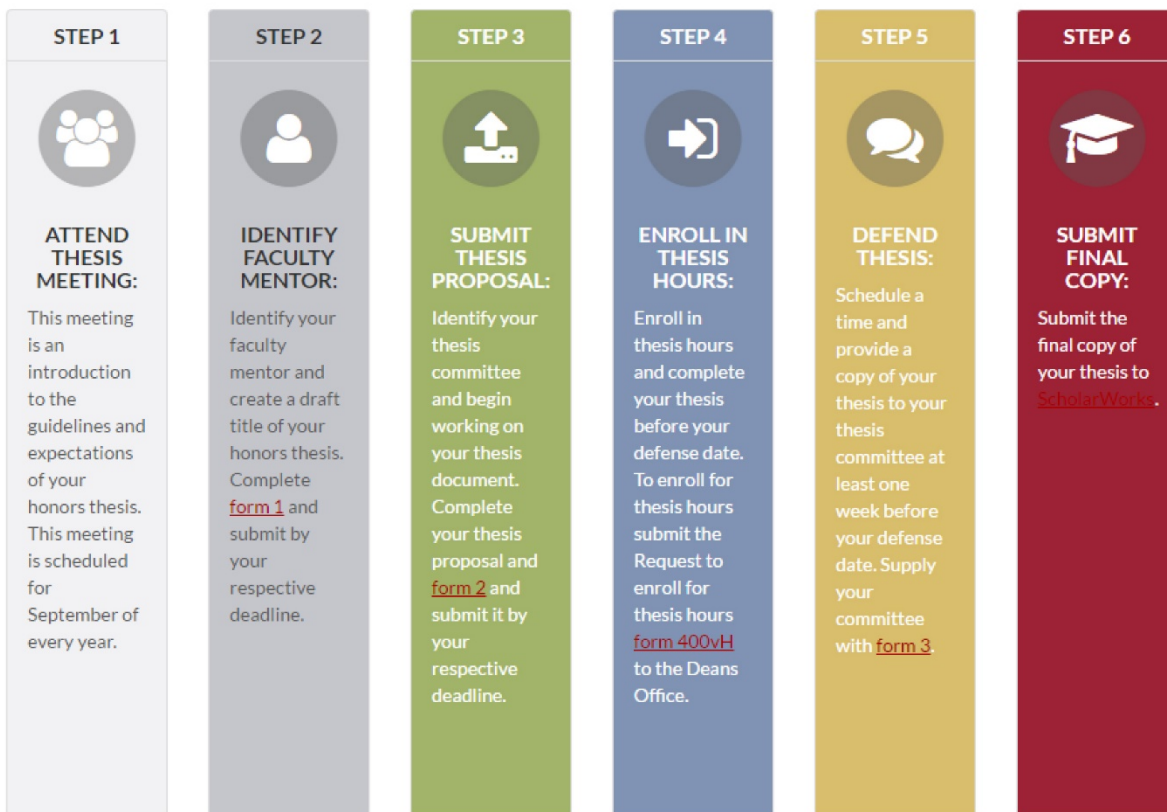 STEP 1
ATTEND
THESIS
MEETING:
This meeting
is an
introduction
to the
guidelines and
expectations
of your
honors thesis.
This meeting
is scheduled
for
September of
every year.
STEP 2
IDENTIFY
FACULTY
MENTOR:
Identify your
faculty
mentor and
create a draft
title of your
honors thesis.
Complete
form 1 and
submit by
your
respective
deadline.
STEP 3
SUBMIT
THESIS
PROPOSAL:
Identify your
thesis
committee
and begin
working on
your thesis
document.
Complete
your thesis
proposal and
form 2 and
submit it by
your
respective
deadline.
STEP 4
ENROLL IN
THESIS
HOURS:
Enroll in
thesis hours
and complete
your thesis
before your
defense date.
To enroll for
thesis hours
submit the
Request to
enroll for
thesis hours
form 400vH
to the Deans
Office.
STEP 5
DEFEND
THESIS:
Schedule a
time and
provide a
copy of your
thesis to your
thesis
committee at
least one
week before
your defense
date. Supply
your
committee
with form 3.
STEP 6
SUBMIT
FINAL
COPY:
Submit the
final copy of
your thesis to
ScholarWorks.